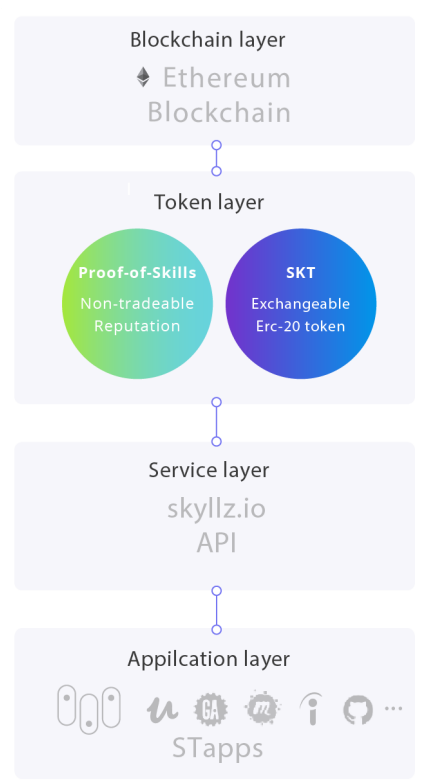 Blockchain layer
Ethereum
Blockchain
Token layer
Proof-of-Skills
Non-tradeable
Reputation
SKT
Exchangeable
Erc-20 token
Service layer
skyllz.io
API
Appilcation layer
u GA m i ...
STapps